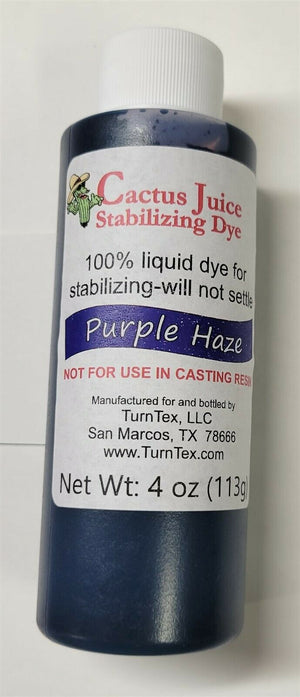 Cactus Juice
Stabilizing Dye
100% liquid dye for
stabilizing-will not settle
Purple Haze
NOT FOR USE IN CASTING RESIN
Manufactured for and bottled by
TurnTex, LLC
San Marcos, TX 78666
www.TurnTex.com
Net Wt: 4 oz (113g)